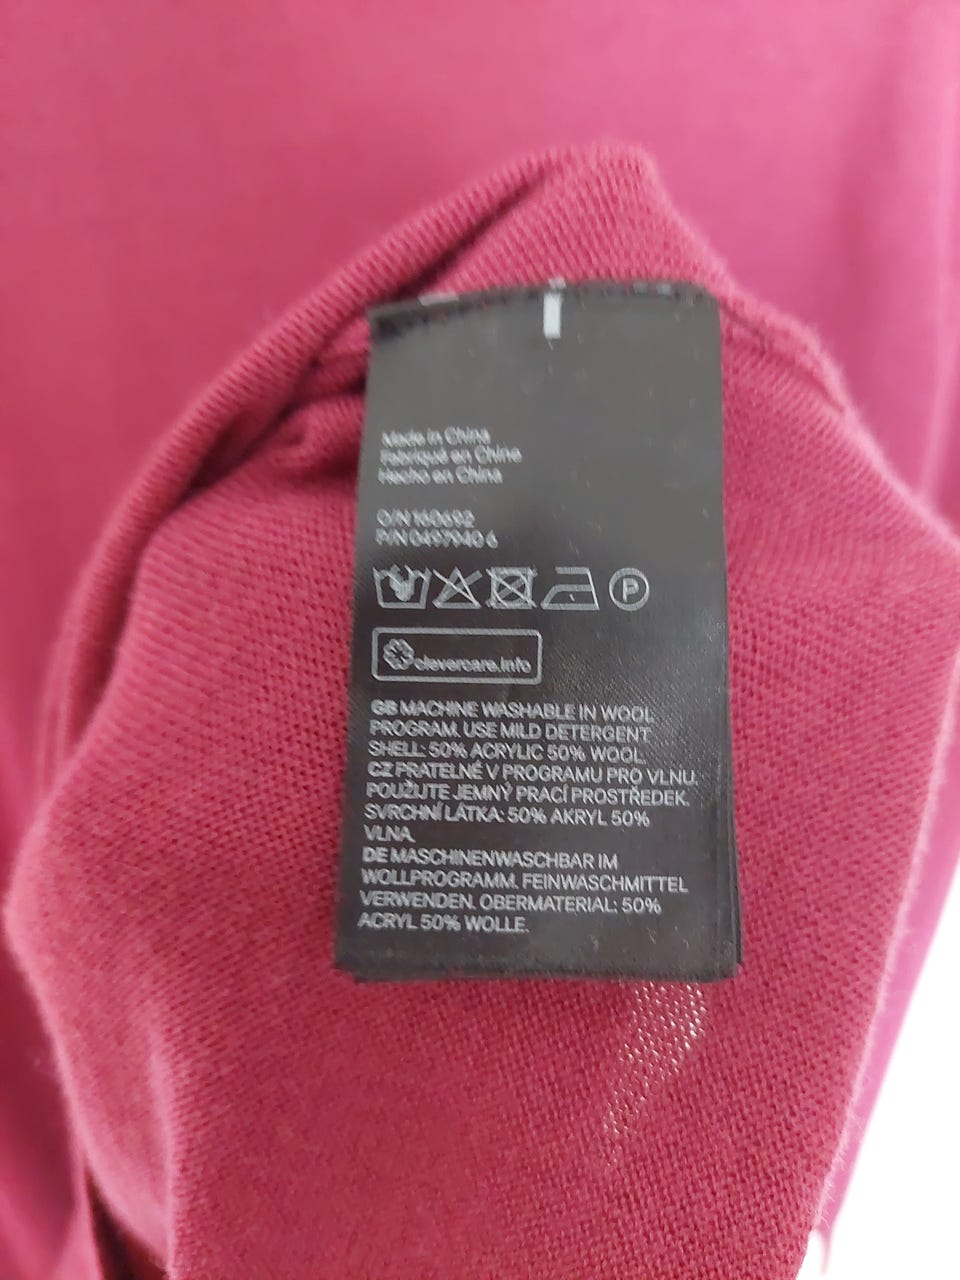 Made in China
Fabriqué en Chine
Hecho en China
O/N 160692
P/N 0497940 6
P
clevercare.info
GB MACHINE WASHABLE IN WOOL
PROGRAM. USE MILD DETERGENT
SHELL: 50% ACRYLIC 50% WOOL.
CZ PRATELNÉ V PROGRAMU PRO VLNU.
POUŽIJTE JEMNÝ PRACÍ PROSTŘEDEK.
SVRCHNÍ LÁTKA: 50% AKRYL 50%
VLNA.
DE MASCHINENWASCHBAR IM
WOLLPROGRAMM. FEINWASCHMITTEL
VERWENDEN. OBERMATERIAL: 50%
ACRYL 50% WOLLE.